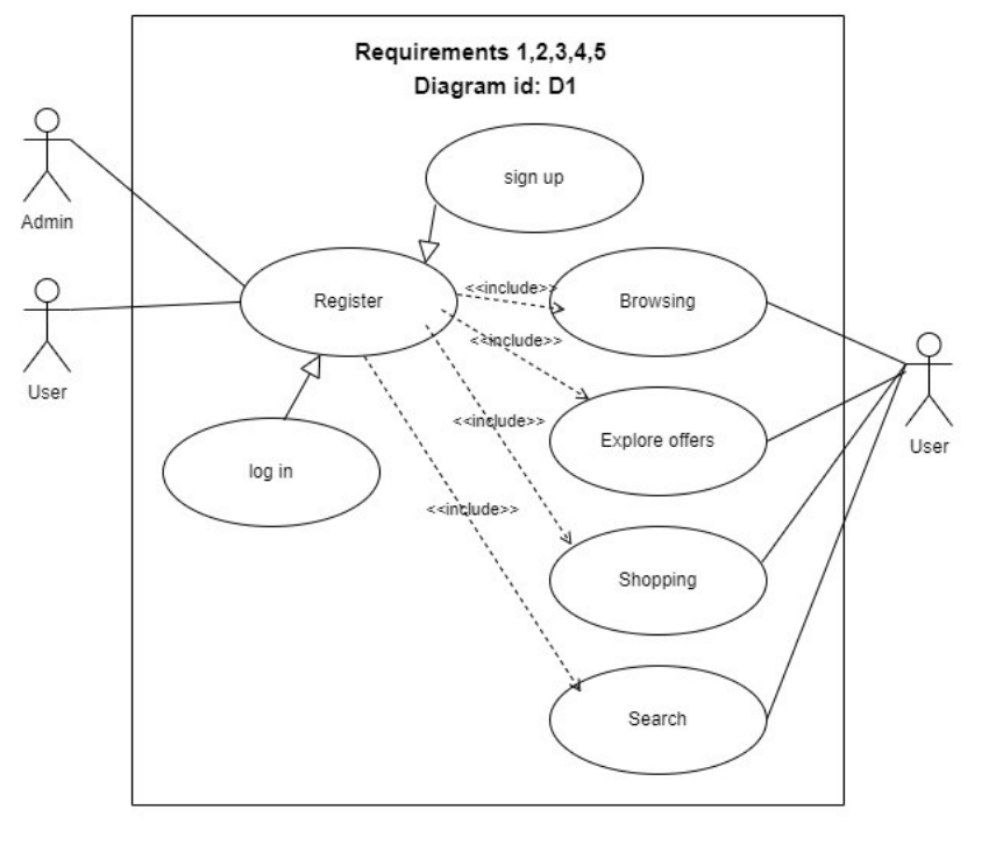 Requirements 1,2,3,4,5
Diagram id: D1
sign up
Admin
Register
<<include>>
Browsing
<<include>>
User
Explore offers
User
<<include>>
log in
<<include>>
Shopping
Search